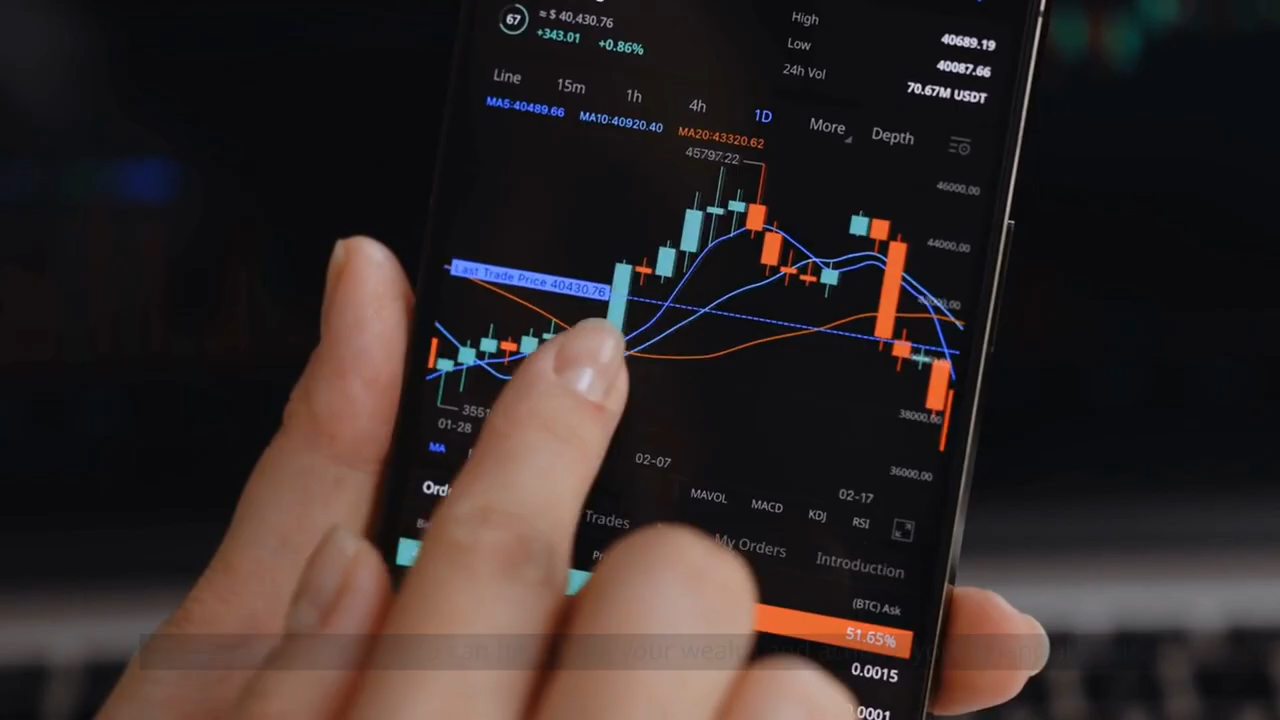 67
≈ $ 40,430.76
+343.01 +0.86%
High 40689.19
Low 40087.66
24h Vol 70.67M USDT
Line 15m 1h 4h 1D More Depth
MA5:40489.66 MA10:40920.40 MA20:43320.62
45797.22
46000.00
44000.00
Last Trade Price 40430.76
38000.00
36000.00
01-28
02-07
02-17
MA
MAVOL MACD KDJ RSI
Trades
My Orders
Introduction
(BTC) Ask
51.65%
0.0015
your
and